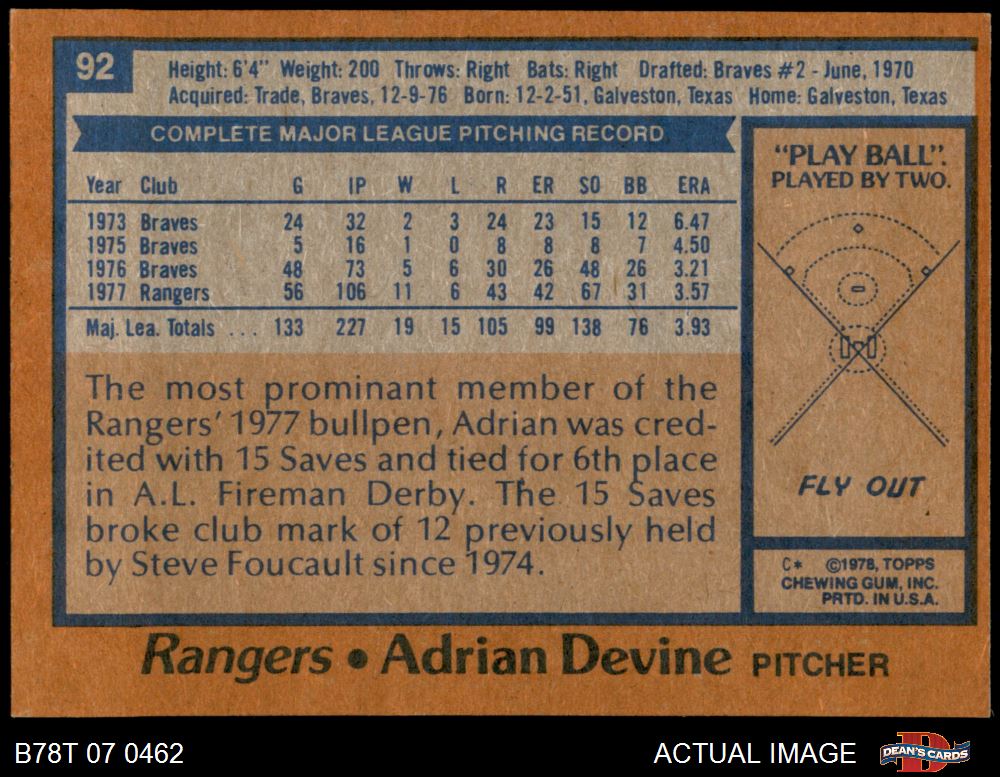 92
Height: 6'4" Weight: 200 Throws: Right Bats: Right Drafted: Braves #2 - June, 1970
Acquired: Trade, Braves, 12-9-76 Born: 12-2-51, Galveston, Texas Home: Galveston, Texas
COMPLETE MAJOR LEAGUE PITCHING RECORD
Year Club G IP W L R ER SO BB ERA
1973 Braves 24 32 2 3 24 23 15 12 6.47
1975 Braves 5 16 1 0 8 8 8 7 4.50
1976 Braves 48 73 5 6 30 26 48 26 3.21
1977 Rangers 56 106 11 6 43 42 67 31 3.57
Maj. Lea. Totals ... 133 227 19 15 105 99 138 76 3.93
The most prominant member of the
Rangers' 1977 bullpen, Adrian was cred-
ited with 15 Saves and tied for 6th place
in A.L. Fireman Derby. The 15 Saves
broke club mark of 12 previously held
by Steve Foucault since 1974.
"PLAY BALL".
PLAYED BY TWO.
FLY OUT
C* ©1978, TOPPS
CHEWING GUM, INC.
PRTD. IN U.S.A.
Rangers • Adrian Devine PITCHER
B78T 07 0462
ACTUAL IMAGE
D
DEAN'S CARDS